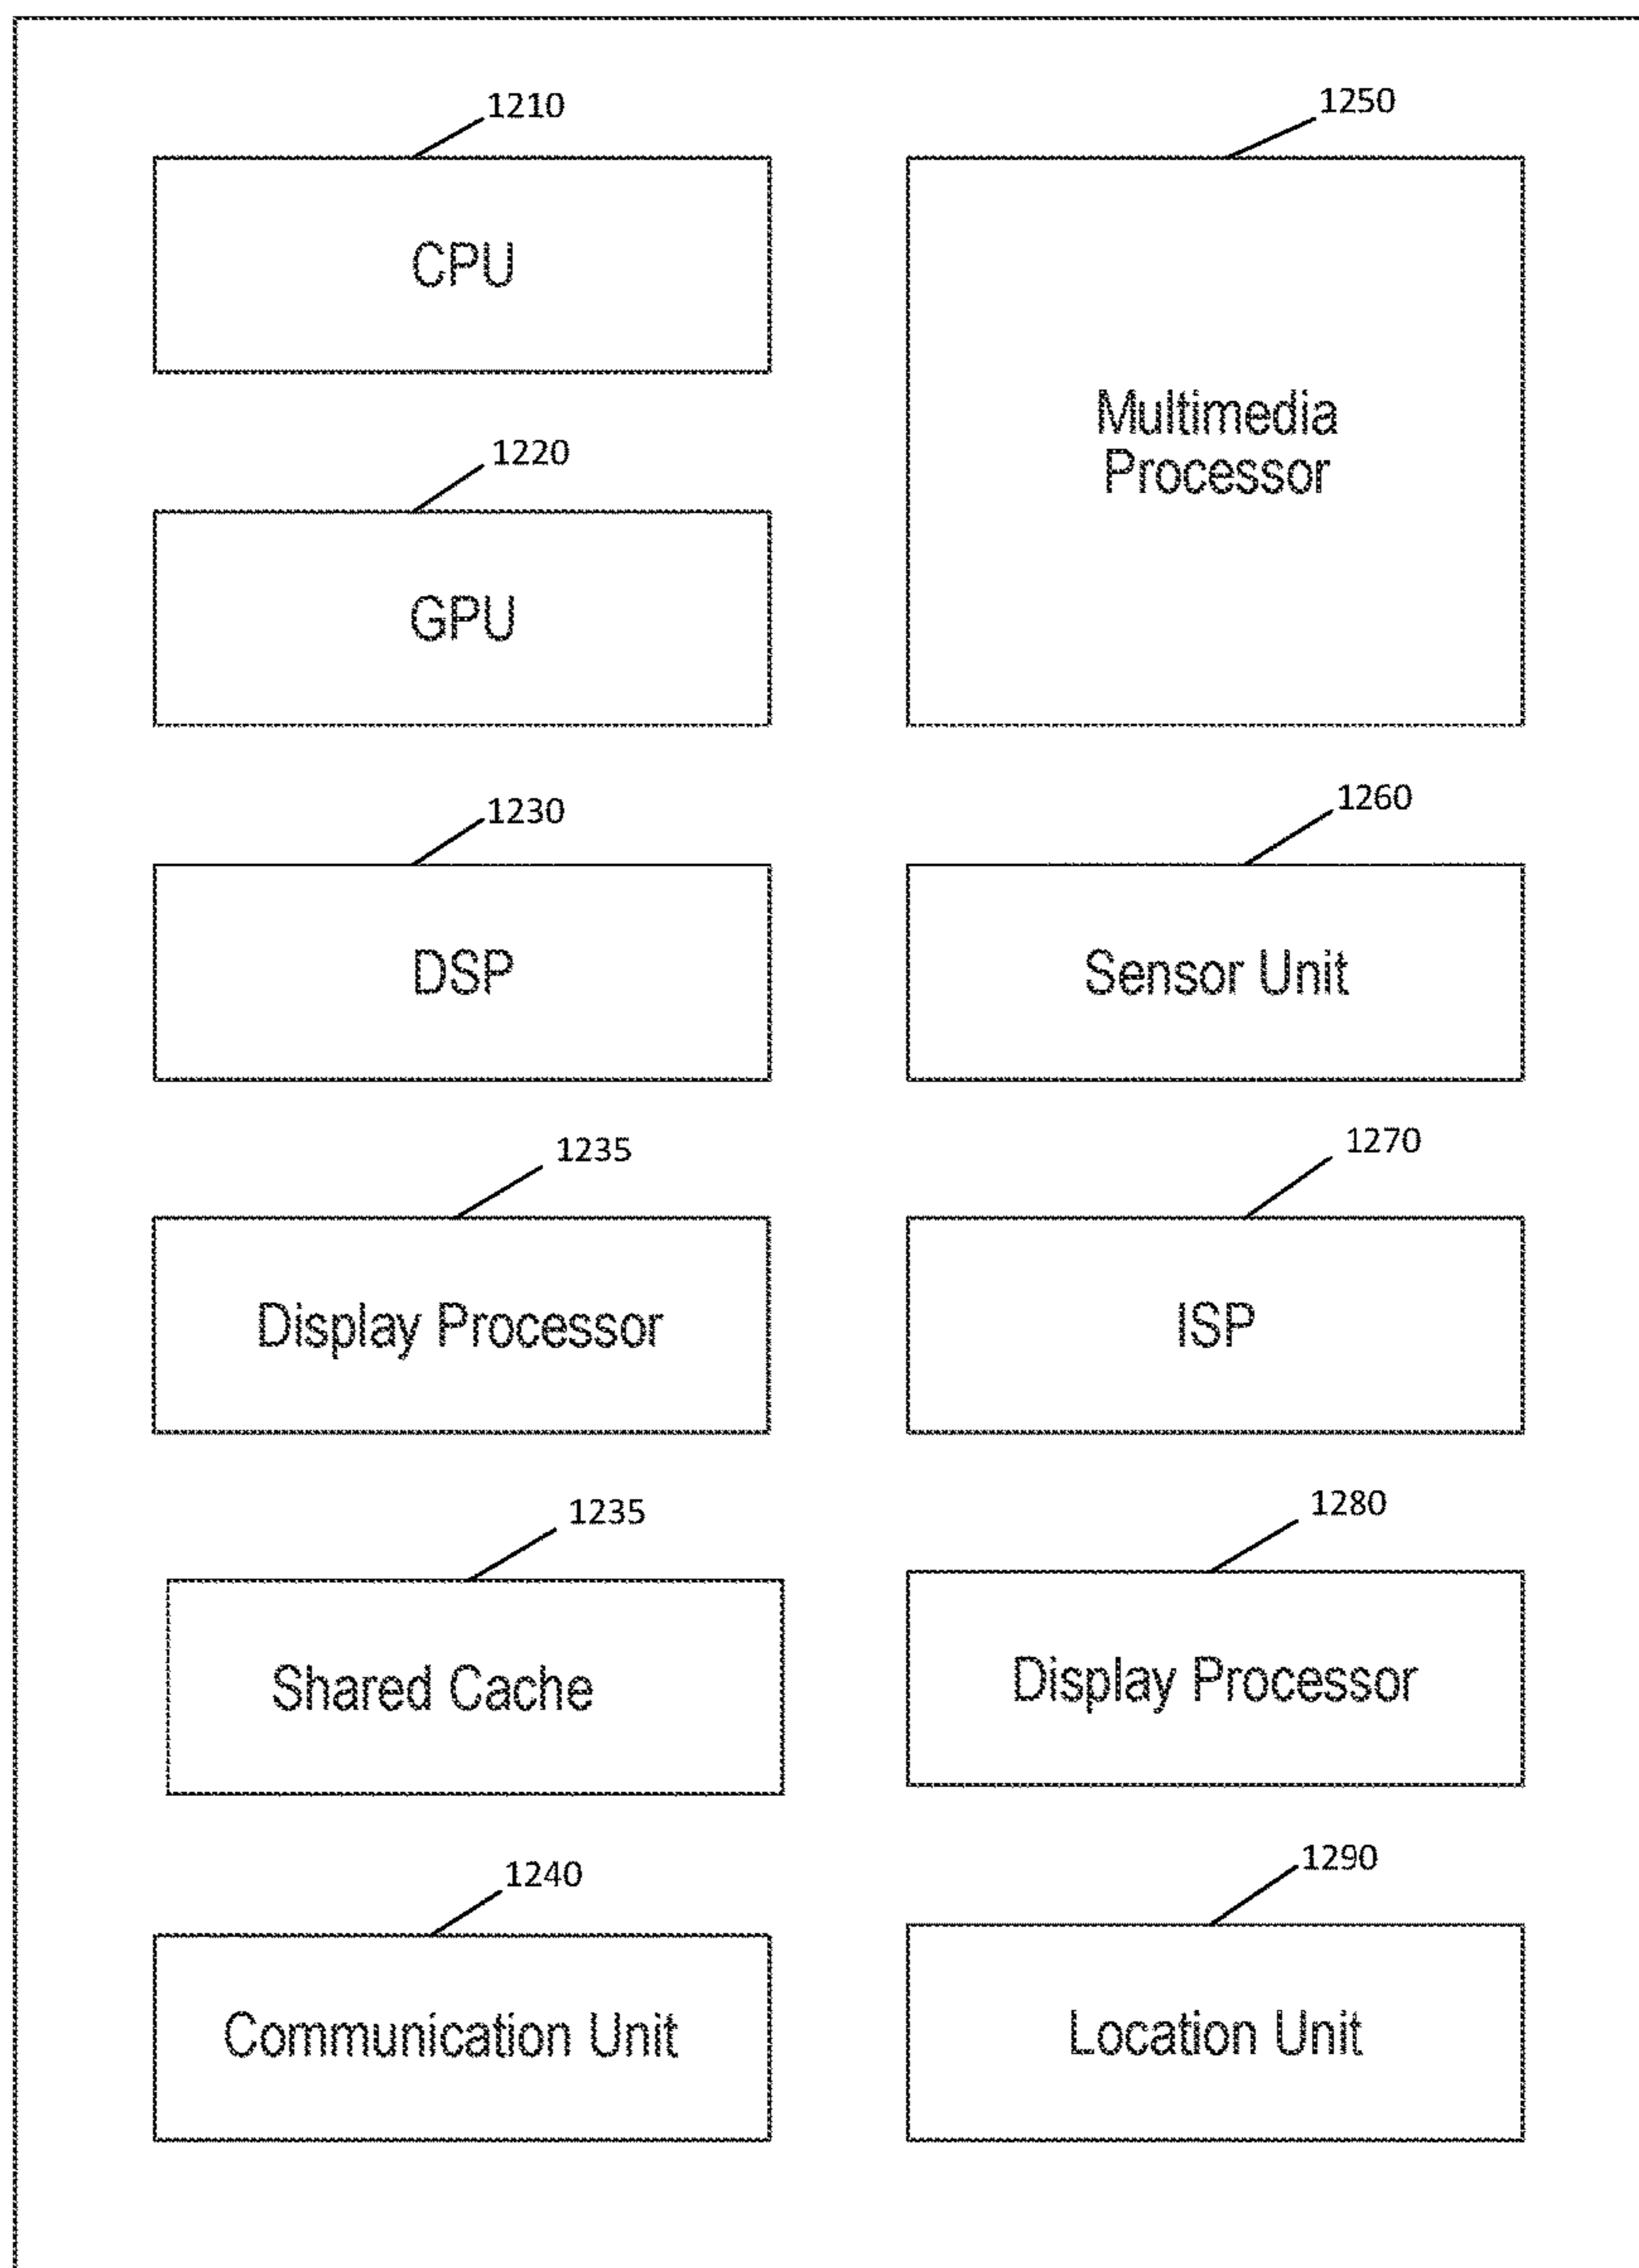 1210
CPU
1220
GPU
1230
DSP
1235
Display Processor
1235
Shared Cache
1240
Communication Unit
1250
Multimedia
Processor
1260
Sensor Unit
1270
ISP
1280
Display Processor
1290
Location Unit